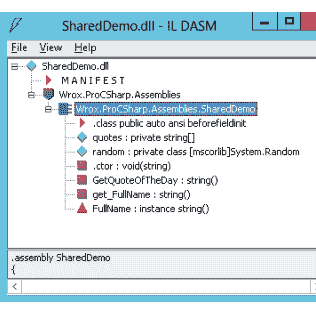 SharedDemo.dll - IL DASM
File View Help
SharedDemo.dll
MANIFEST
Wrox.ProCSharp.Assemblies
Wrox.ProCSharp.Assemblies.SharedDemo
.class public auto ansi beforefieldinit
quotes : private string[]
random : private class [mscorlib]System.Random
.ctor : void(string)
GetQuoteOfTheDay : string()
get_FullName : string()
FullName : instance string()
.assembly SharedDemo
{